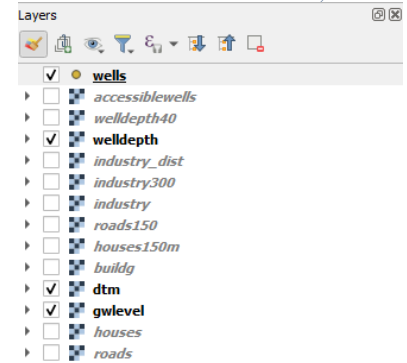 Layers
wells
accessiblewells
welldepth40
welldepth
industry_dist
industry300
industry
roads150
houses150m
buildg
dtm
gwlevel
houses
roads